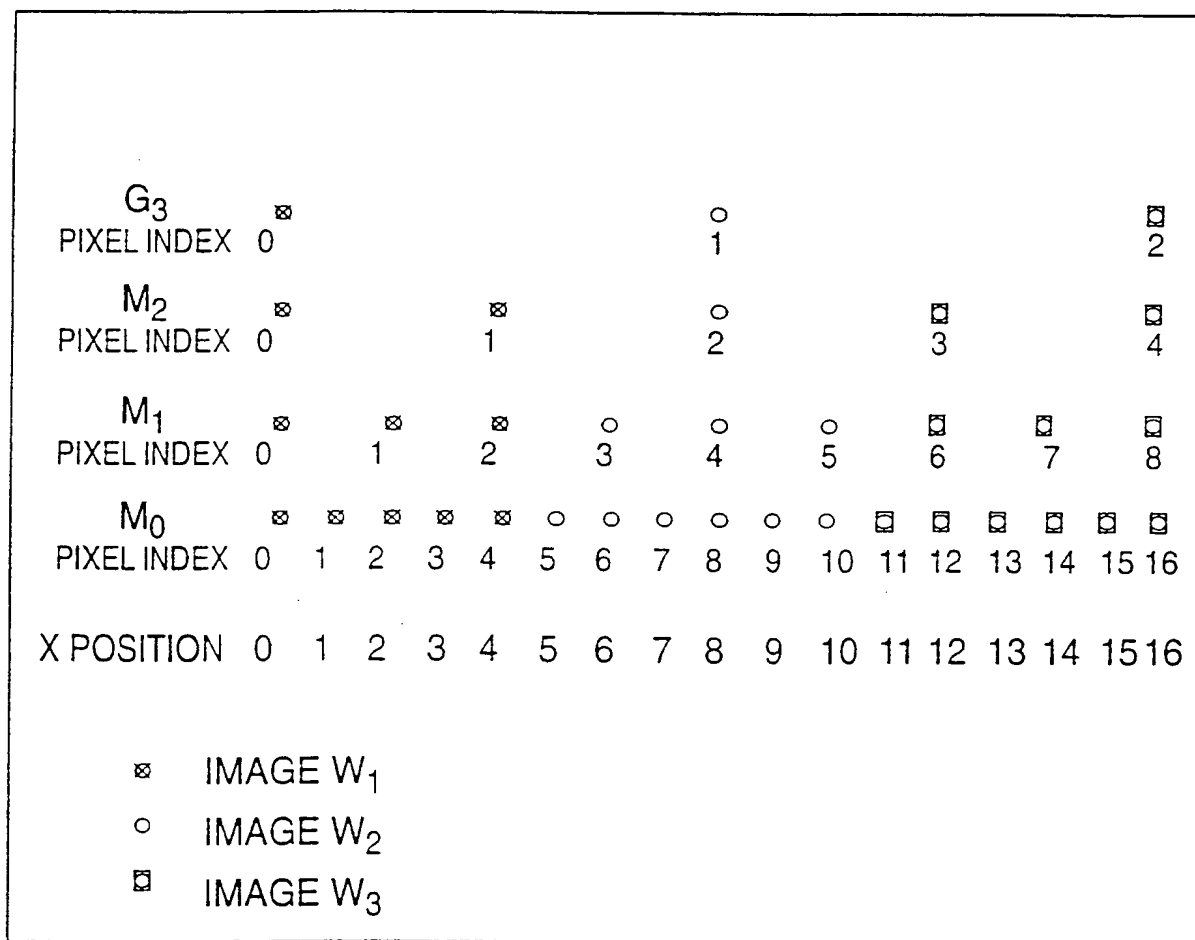 G3
PIXEL INDEX 0 1 2
M2
PIXEL INDEX 0 1 2 3 4
M1
PIXEL INDEX 0 1 2 3 4 5 6 7 8
M0
PIXEL INDEX 0 1 2 3 4 5 6 7 8 9 10 11 12 13 14 15 16
X POSITION 0 1 2 3 4 5 6 7 8 9 10 11 12 13 14 15 16
IMAGE W1
IMAGE W2
IMAGE W3